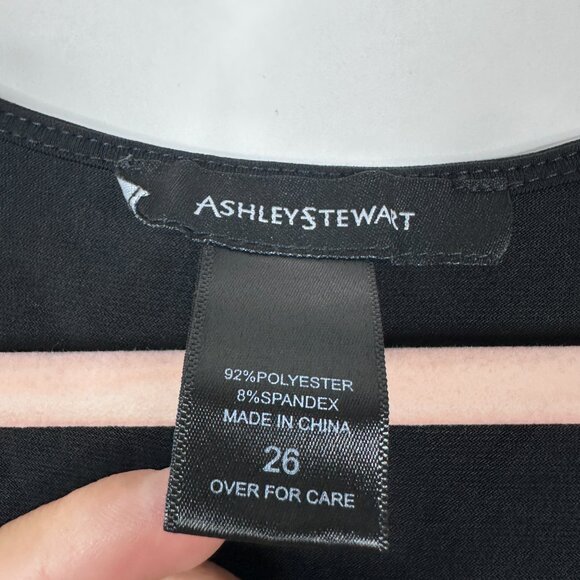 ASHLEYSTEWART
92%POLYESTER
8%SPANDEX
MADE IN CHINA
26
OVER FOR CARE